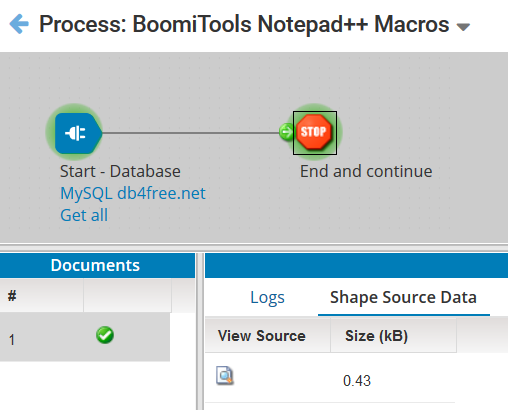 Process: BoomiTools Notepad++ Macros
STOP
Start - Database
MySQL db4free.net
Get all
End and continue
Documents
#
1
Logs
Shape Source Data
View Source
Size (kB)
0.43